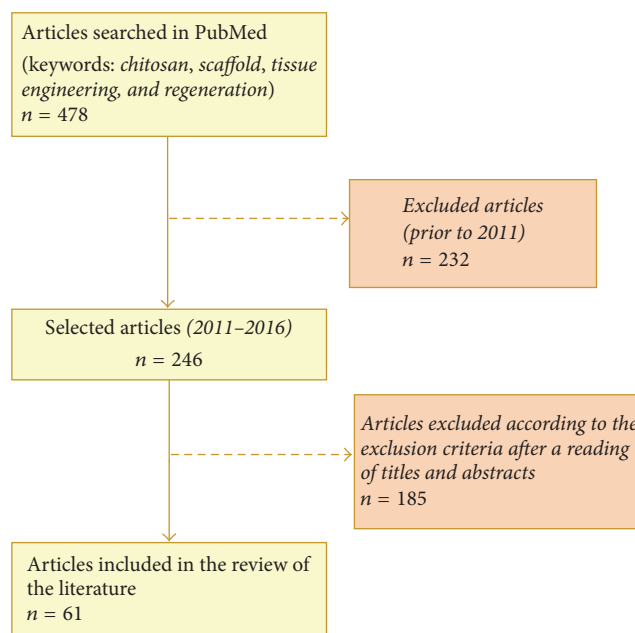 Articles searched in PubMed
(keywords: chitosan, scaffold, tissue
engineering, and regeneration)
n = 478
Excluded articles
(prior to 2011)
n = 232
Selected articles (2011–2016)
n = 246
Articles excluded according to the
exclusion criteria after a reading
of titles and abstracts
n = 185
Articles included in the review of
the literature
n = 61